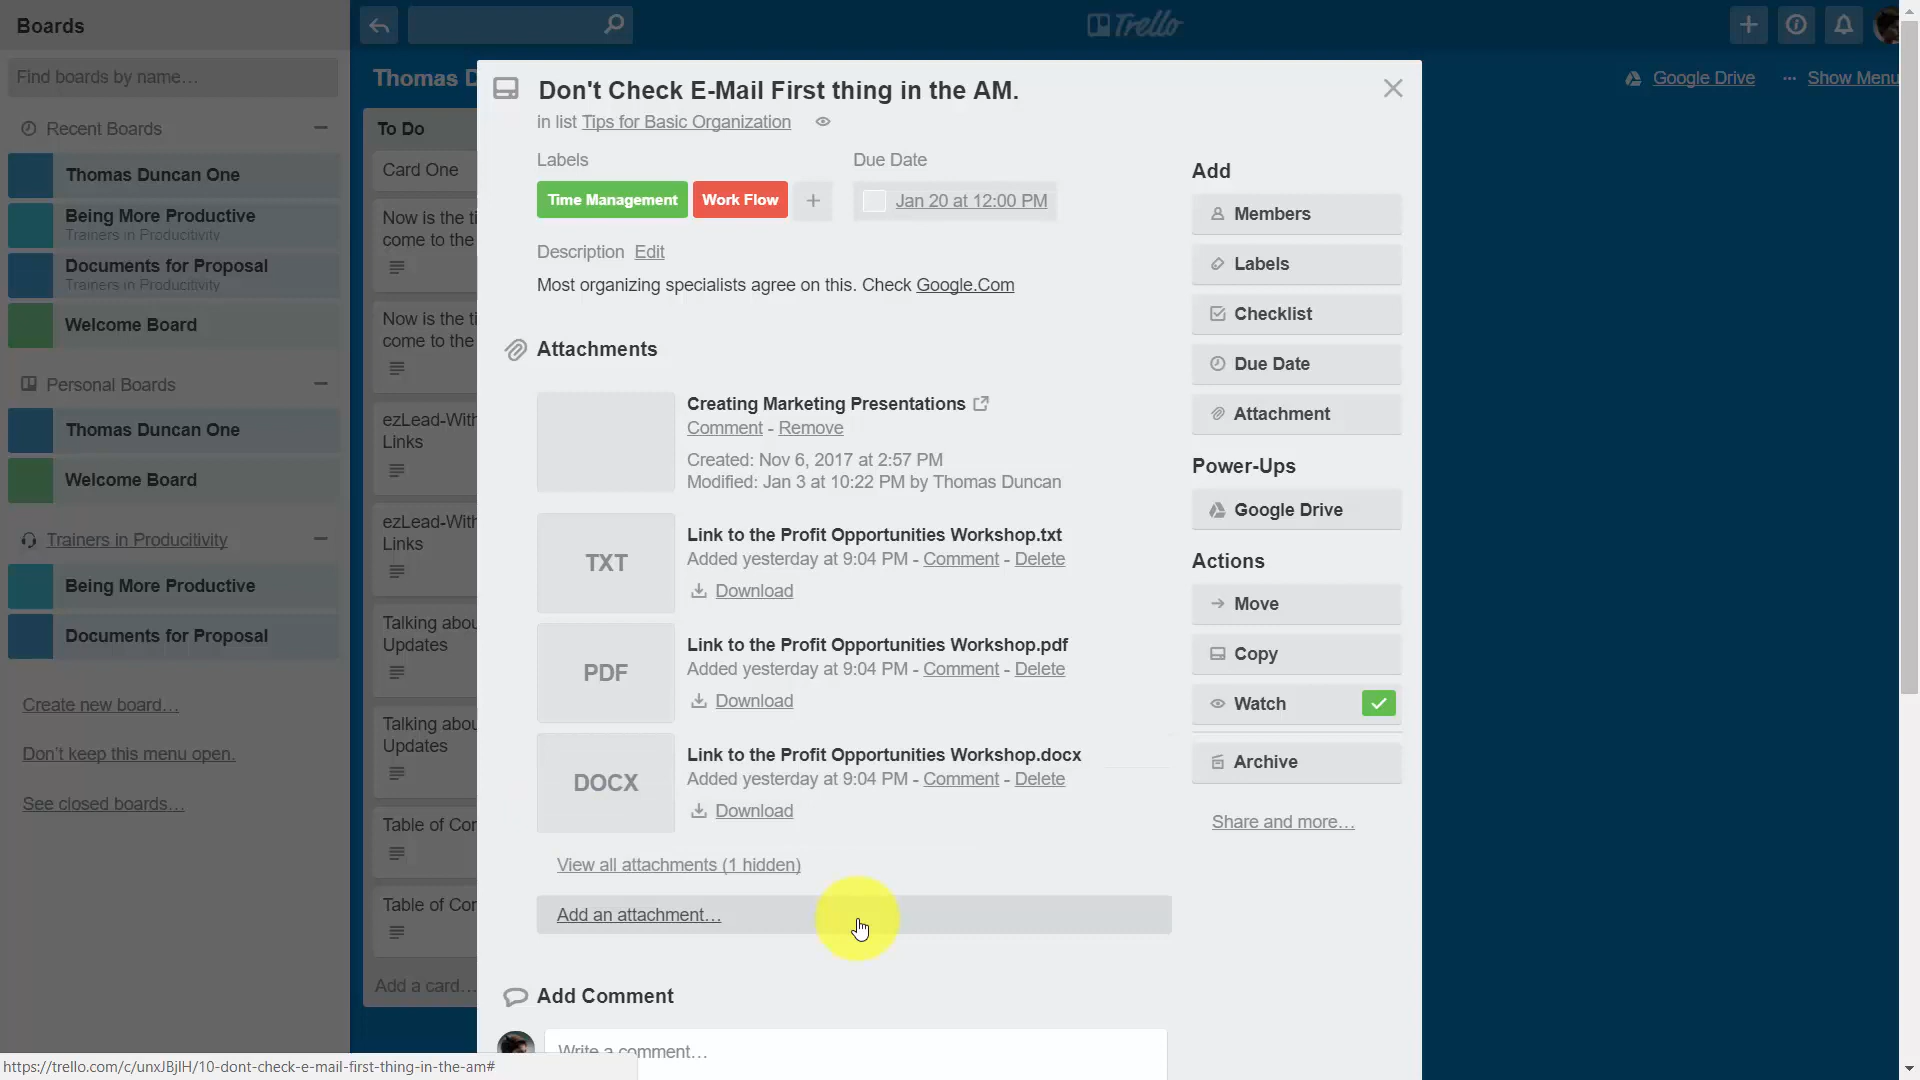 Boards
Find boards by name…
Recent Boards
Thomas Duncan One
Being More Productive
Trainers in Producitivity
Documents for Proposal
Trainers in Producitivity
Welcome Board
Personal Boards
Thomas Duncan One
Welcome Board
Trainers in Producitivity
Being More Productive
Documents for Proposal
Create new board…
Don't keep this menu open.
See closed boards…
Trello
Thomas D
Google Drive
Show Menu
To Do
Card One
Now is the ti
come to the
Now is the ti
come to the
ezLead-With
Links
ezLead-With
Links
Talking abou
Updates
Talking abou
Updates
Table of Con
Table of Con
Add a card…
Don't Check E-Mail First thing in the AM.
in list Tips for Basic Organization
Labels
Due Date
Time Management
Work Flow
Jan 20 at 12:00 PM
Description Edit
Most organizing specialists agree on this. Check Google.Com
Attachments
Creating Marketing Presentations
Comment - Remove
Created: Nov 6, 2017 at 2:57 PM
Modified: Jan 3 at 10:22 PM by Thomas Duncan
TXT
Link to the Profit Opportunities Workshop.txt
Added yesterday at 9:04 PM - Comment - Delete
Download
PDF
Link to the Profit Opportunities Workshop.pdf
Added yesterday at 9:04 PM - Comment - Delete
Download
DOCX
Link to the Profit Opportunities Workshop.docx
Added yesterday at 9:04 PM - Comment - Delete
Download
View all attachments (1 hidden)
Add an attachment…
Add Comment
Write a comment…
Add
Members
Labels
Checklist
Due Date
Attachment
Power-Ups
Google Drive
Actions
Move
Copy
Watch
Archive
Share and more…
https://trello.com/c/unxJBjIH/10-dont-check-e-mail-first-thing-in-the-am#